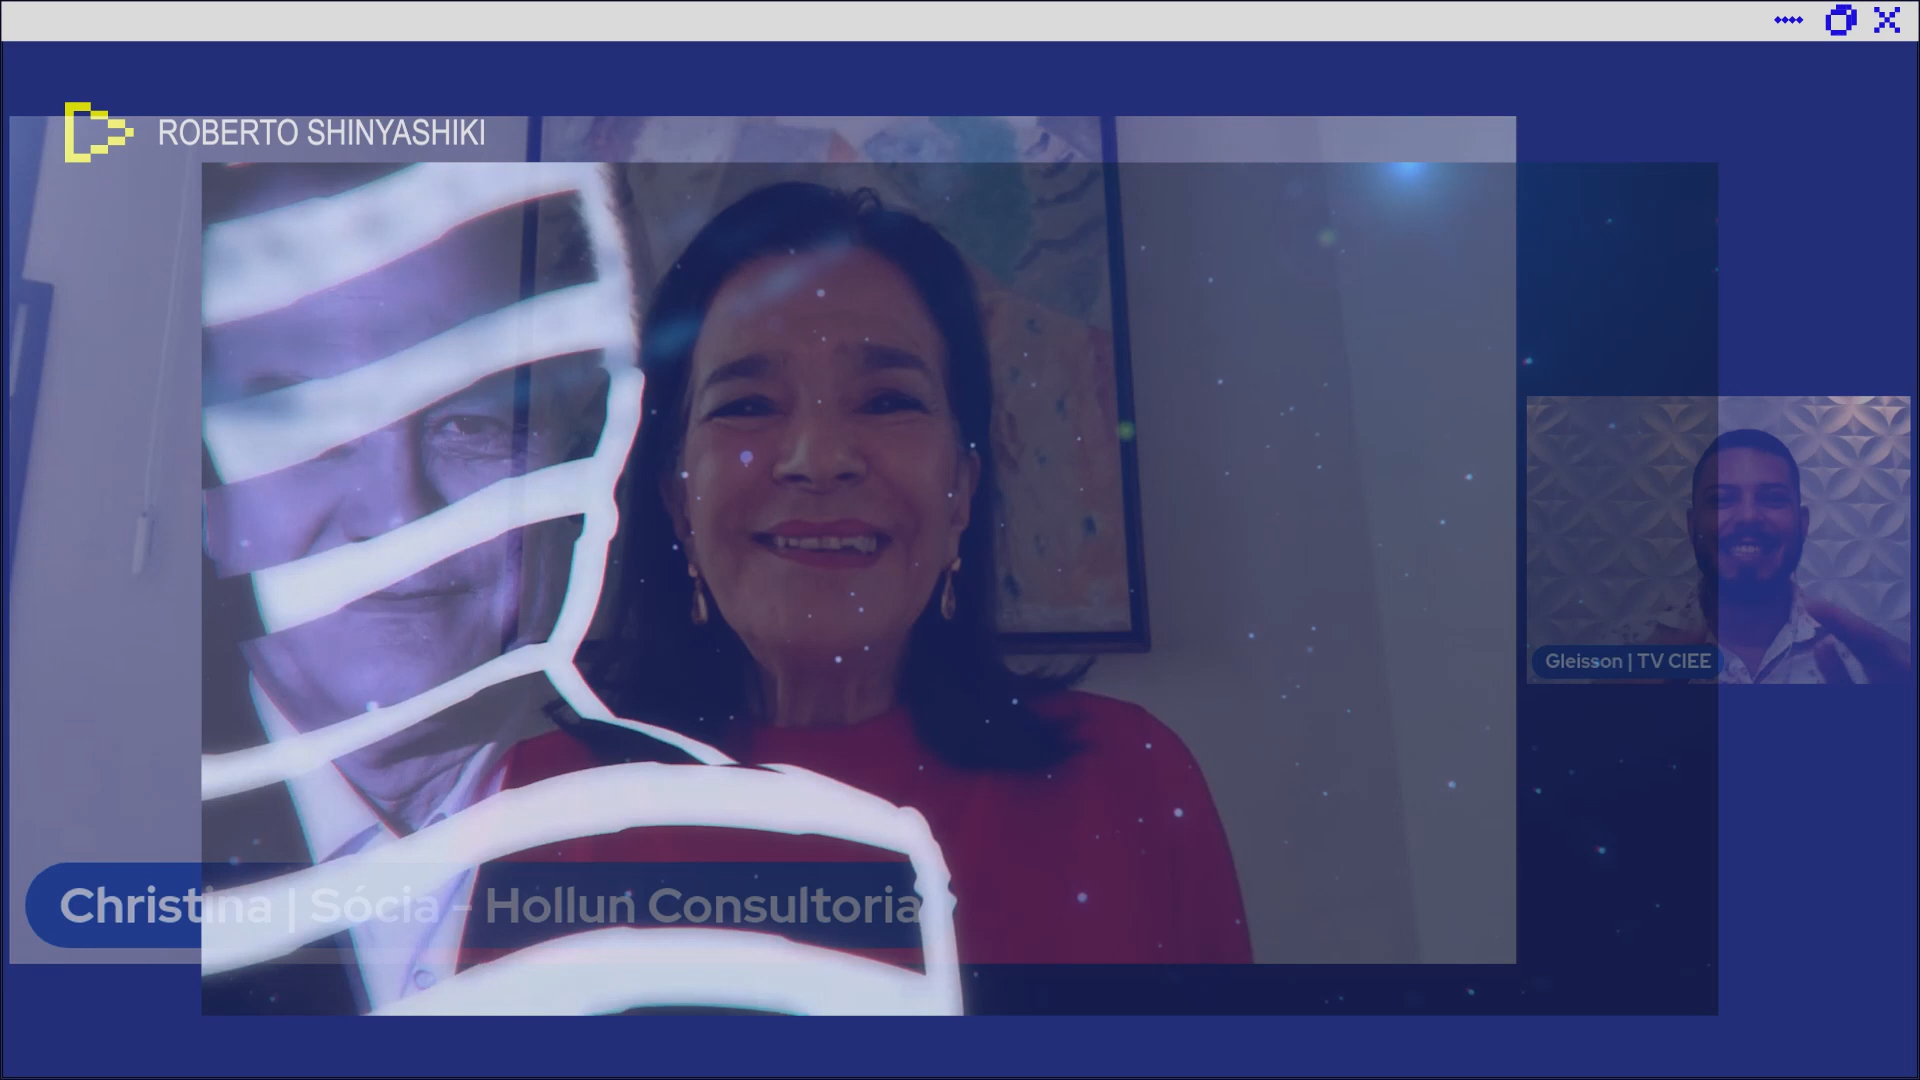 ROBERTO SHINYASHIKI
Gleisson | TV CIEE
Christina | Sócia - Hollun Consultoria